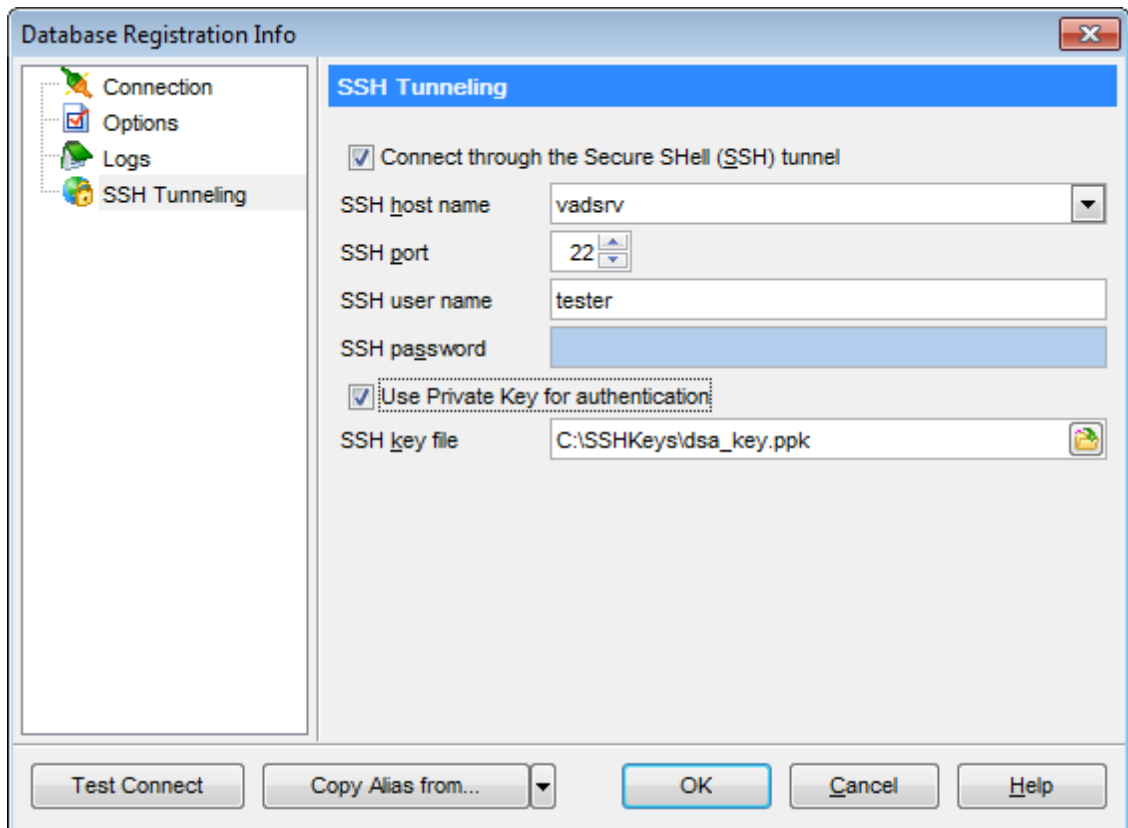 Database Registration Info
Connection
Options
Logs
SSH Tunneling
SSH Tunneling
Connect through the Secure SHell (SSH) tunnel
SSH host name vadsrv
SSH port 22
SSH user name tester
SSH password
Use Private Key for authentication
SSH key file C:\SSHKeys\dsa_key.ppk
Test Connect Copy Alias from... OK Cancel Help